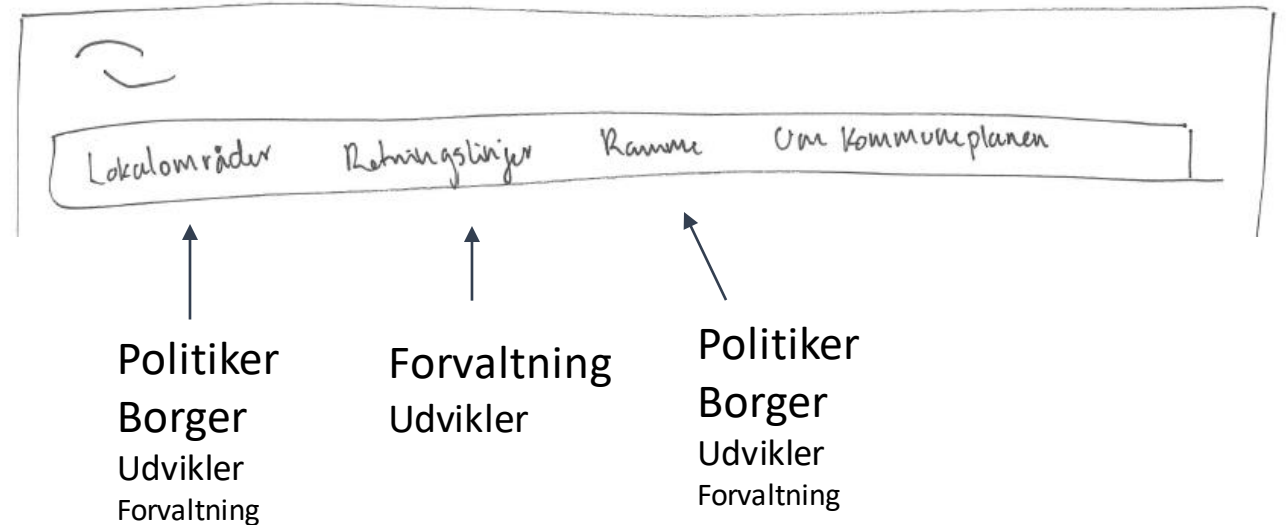 Lokalområder Retningslinjer Ramme Om Kommuneplanen
Politiker
Borger
Udvikler
Forvaltning
Forvaltning
Udvikler
Politiker
Borger
Udvikler
Forvaltning